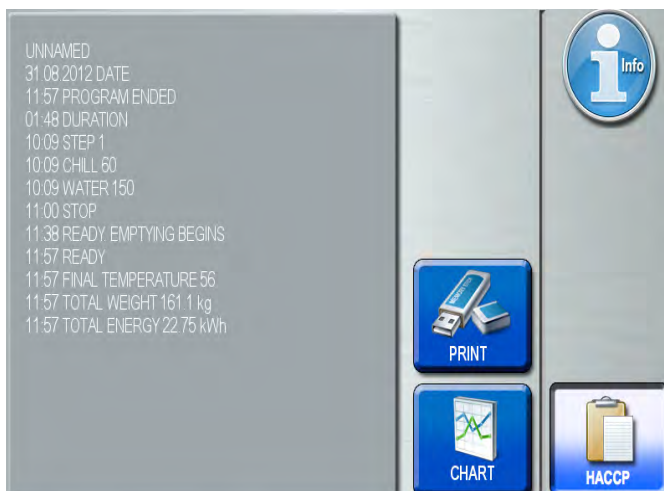 UNNAMED
31.08.2012 DATE
11:57 PROGRAM ENDED
01:48 DURATION
10:09 STEP 1
10:09 CHILL 60
10:09 WATER 150
11:00 STOP
11:38 READY. EMPTYING BEGINS
11:57 READY
11:57 FINAL TEMPERATURE 56
11:57 TOTAL WEIGHT 161.1 kg
11:57 TOTAL ENERGY 22.75 kWh
Info
MEMORY STICK
PRINT
CHART
HACCP